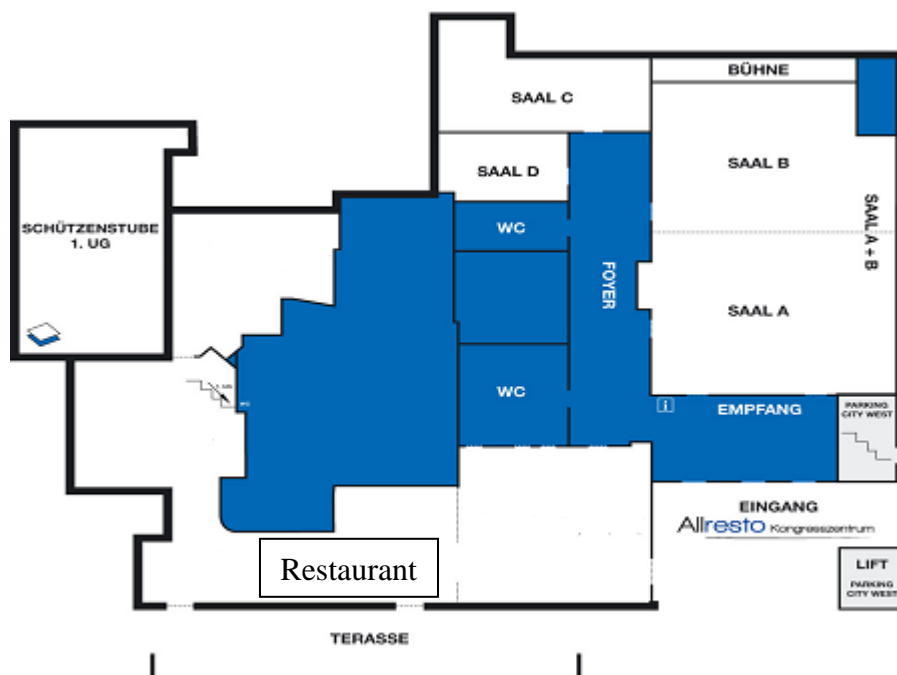 BÜHNE
SAAL C
SAAL B
SAAL D
SAAL A + B
SCHÜTZENSTUBE
1. UG
WC
FOYER
SAAL A
WC
i
EMPFANG
PARKING
CITY WEST
EINGANG
Allresto Kongresszentrum
LIFT
PARKING
CITY WEST
Restaurant
TERASSE